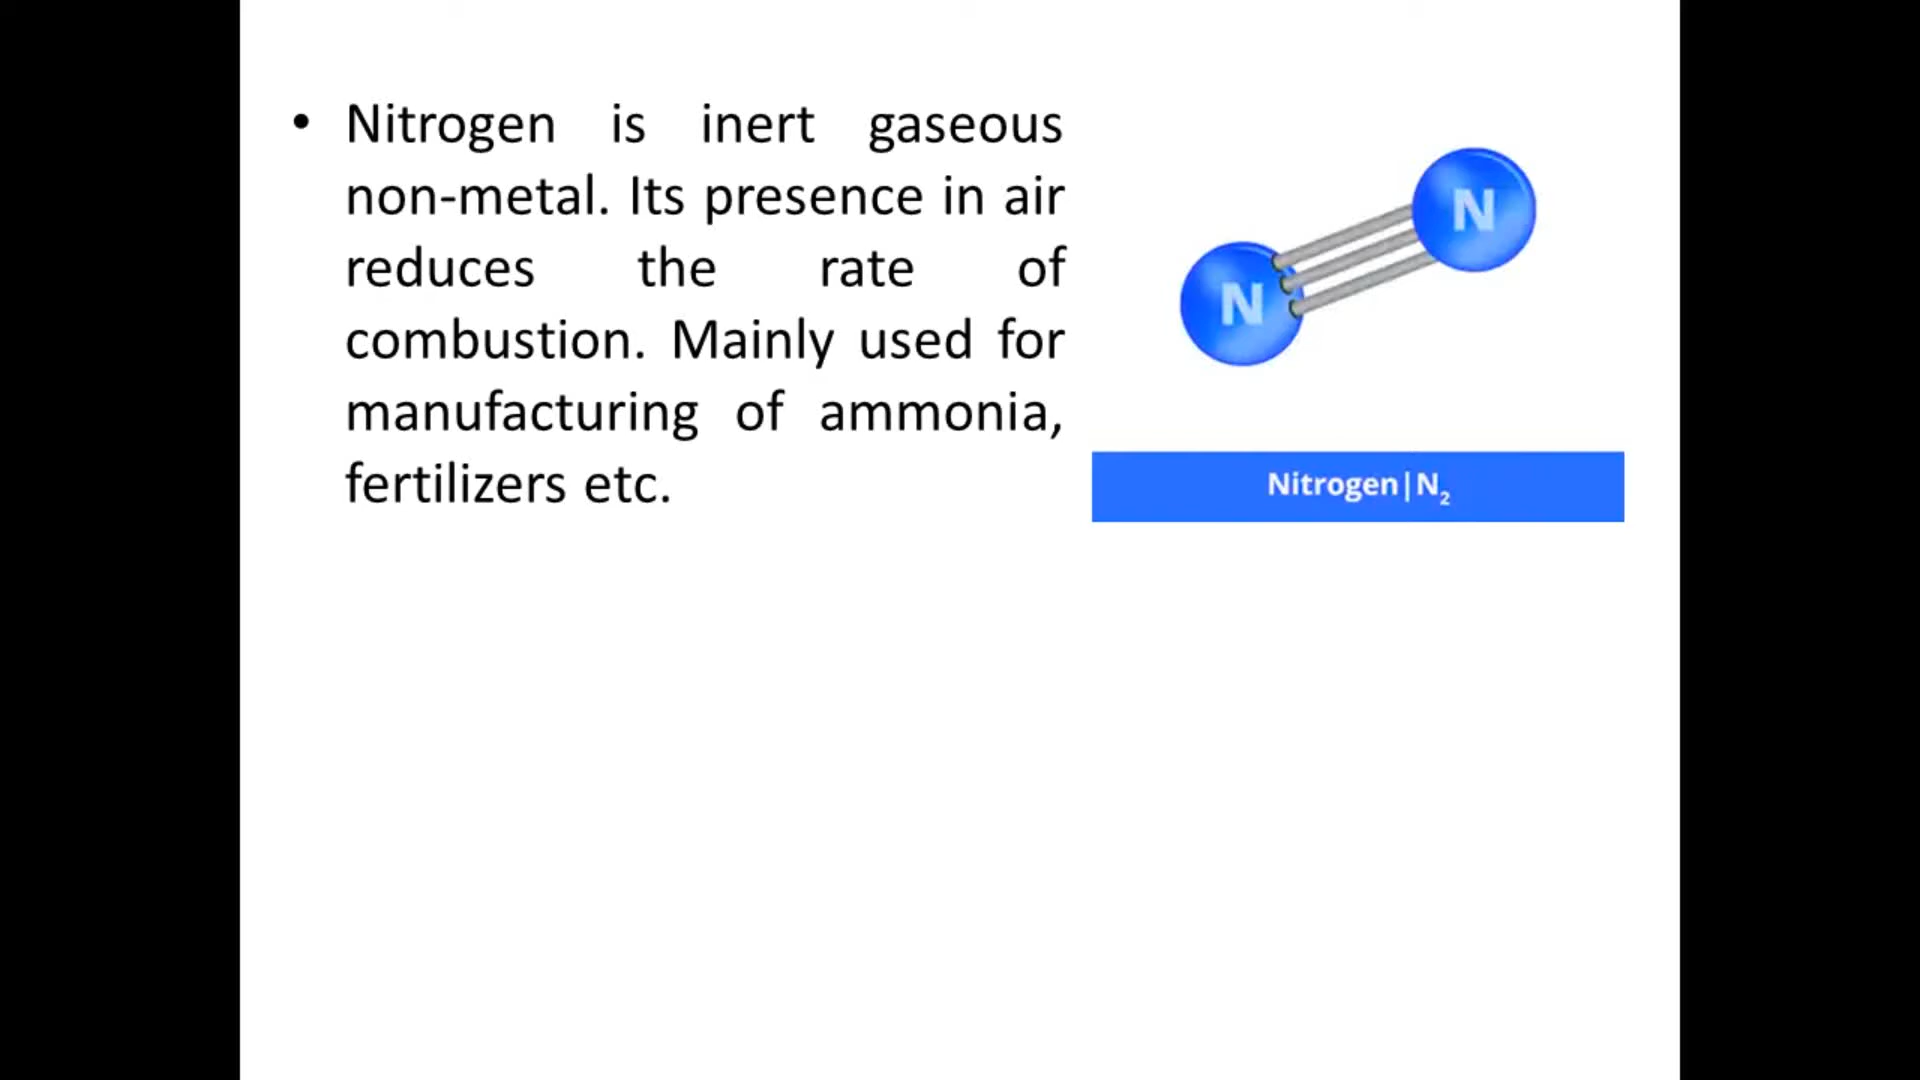 • Nitrogen is inert gaseous
non-metal. Its presence in air
reduces the rate of
combustion. Mainly used for
manufacturing of ammonia,
fertilizers etc.
N
N
Nitrogen|N₂